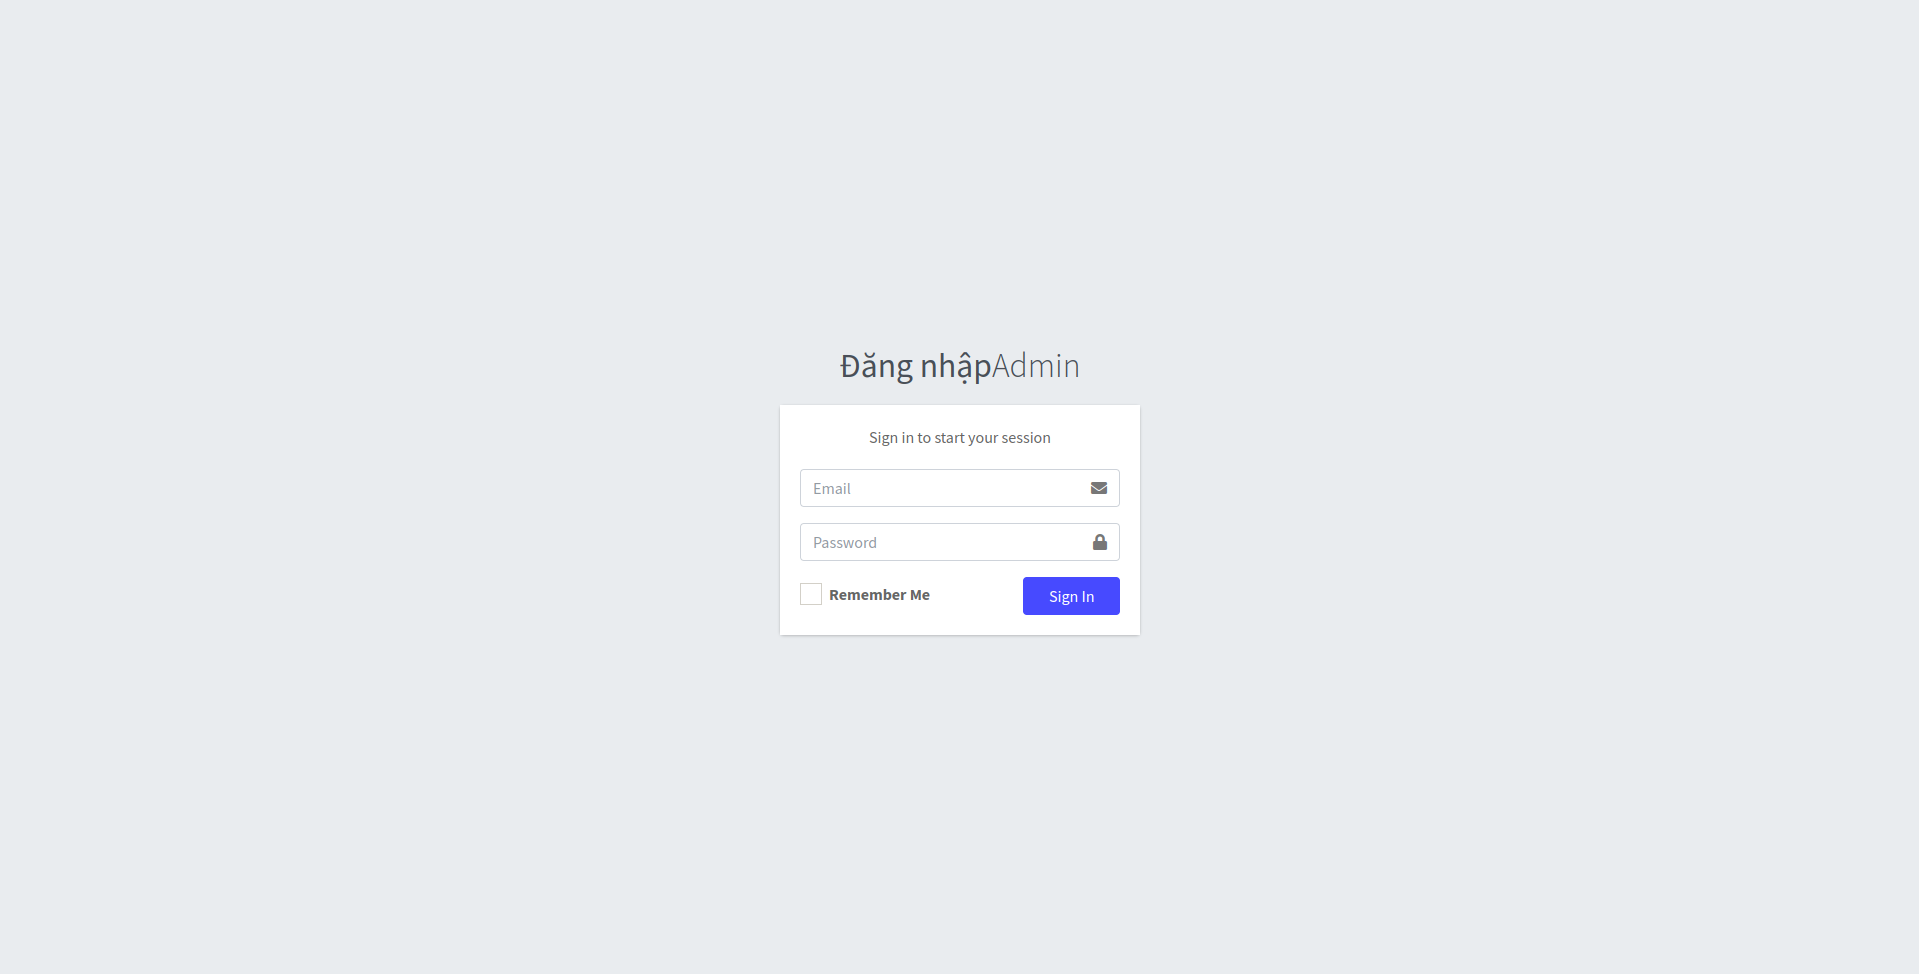 Đăng nhậpAdmin
Sign in to start your session
Email
Password
Remember Me
Sign In